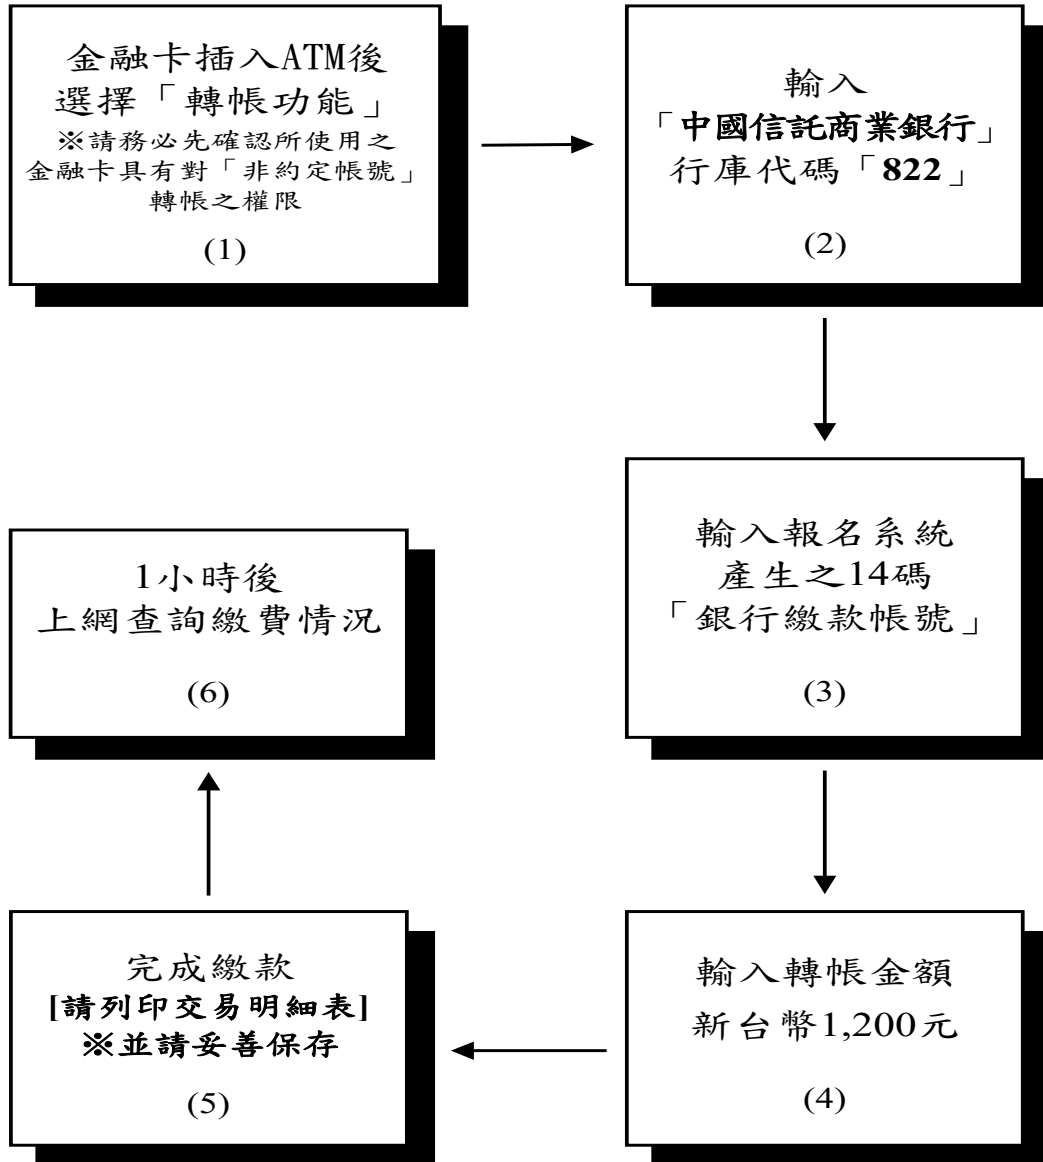 金融卡插入ATM後
選擇「轉帳功能」
※請務必先確認所使用之
金融卡具有對「非約定帳號」
轉帳之權限
(1)
輸入
「中國信託商業銀行」
行庫代碼「822」
(2)
輸入報名系統
產生之14碼
「銀行繳款帳號」
(3)
輸入轉帳金額
新台幣1,200元
(4)
完成繳款
[請列印交易明細表]
※並請妥善保存
(5)
1小時後
上網查詢繳費情況
(6)